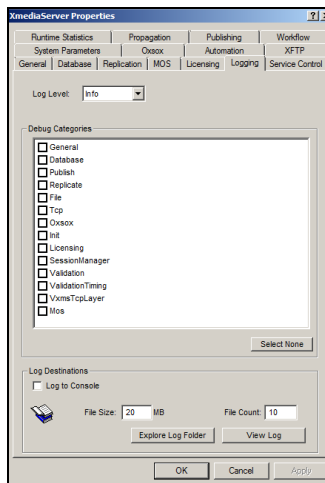 XmediaServer Properties
Runtime Statistics Propagation Publishing Workflow
System Parameters Oxsox Automation XFTP
General Database Replication MOS Licensing Logging Service Control
Log Level: Info
Debug Categories
General
Database
Publish
Replicate
File
Tcp
Oxsox
Init
Licensing
SessionManager
Validation
ValidationTiming
VxmsTcpLayer
Mos
Select None
Log Destinations
Log to Console
File Size: 20 MB File Count: 10
Explore Log Folder View Log
OK Cancel Apply